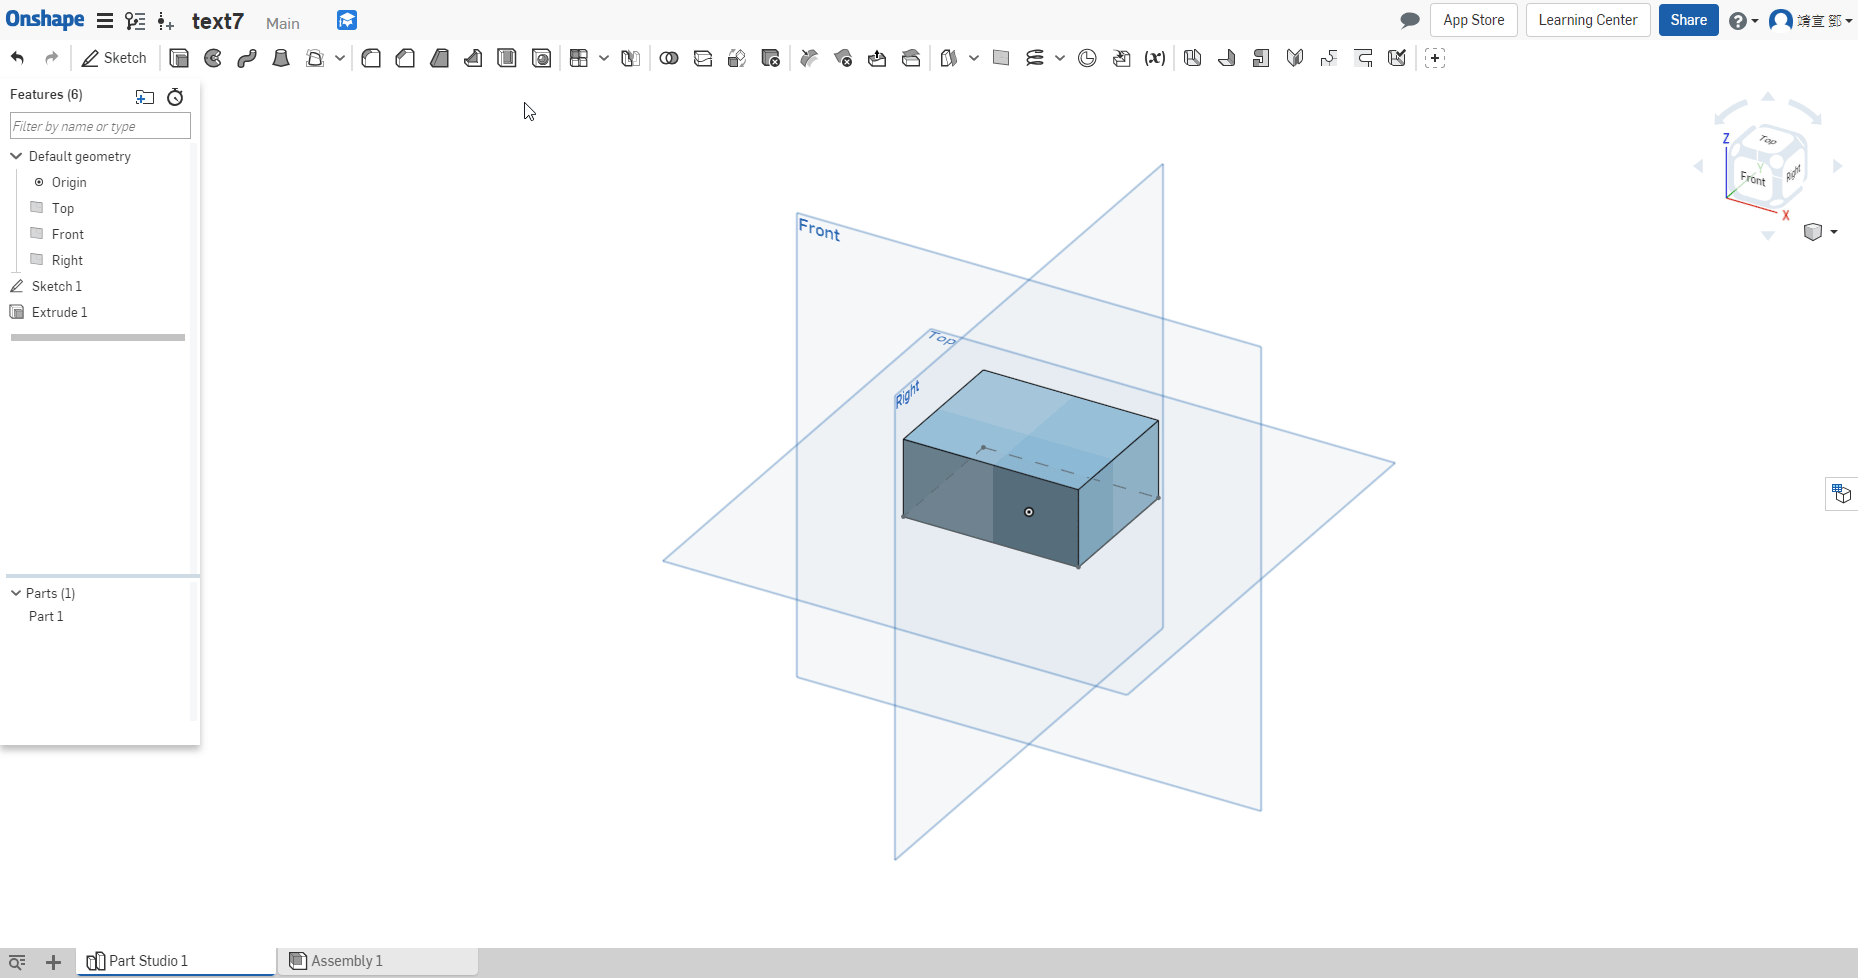 Onshape text7 Main App Store Learning Center Share 靖宣 鄧
Sketch (x)
Features (6)
Filter by name or type
Default geometry
Origin
Top
Front
Right
Sketch 1
Extrude 1
Parts (1)
Part 1
Front
Top
Right
Z
Top
Y
Front
Right
X
Part Studio 1
Assembly 1